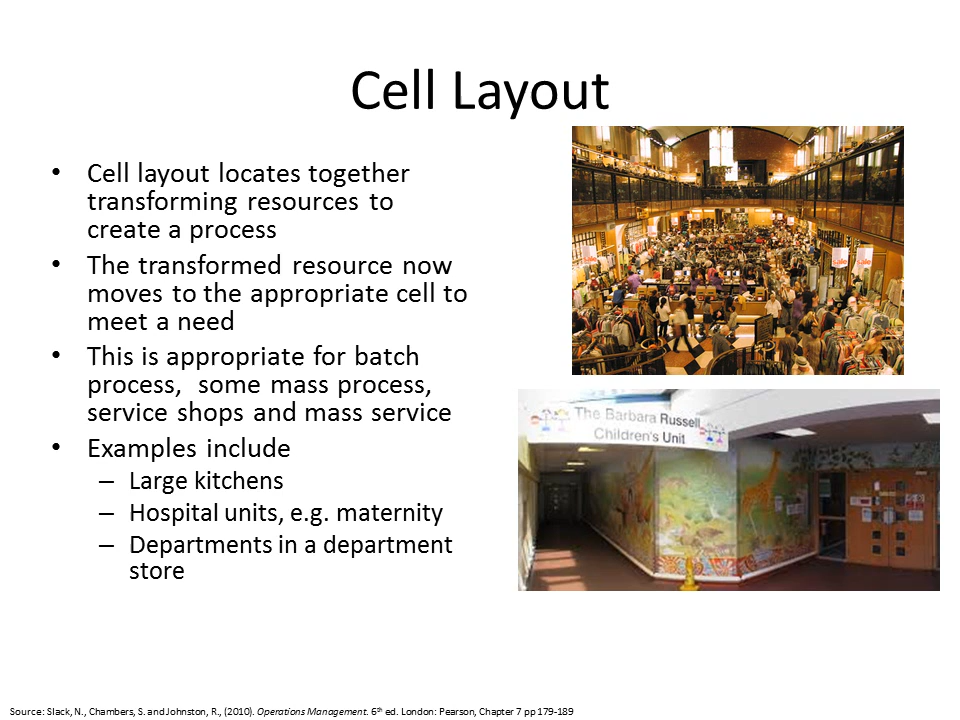 Cell Layout
• Cell layout locates together
transforming resources to
create a process
• The transformed resource now
moves to the appropriate cell to
meet a need
• This is appropriate for batch
process,  some mass process,
service shops and mass service
• Examples include
– Large kitchens
– Hospital units, e.g. maternity
– Departments in a department
store
Sale
Sale
The Barbara Russell
Children's Unit
Source: Slack, N., Chambers, S. and Johnston, R., (2010). Operations Management. 6th ed. London: Pearson, Chapter 7 pp 179-189